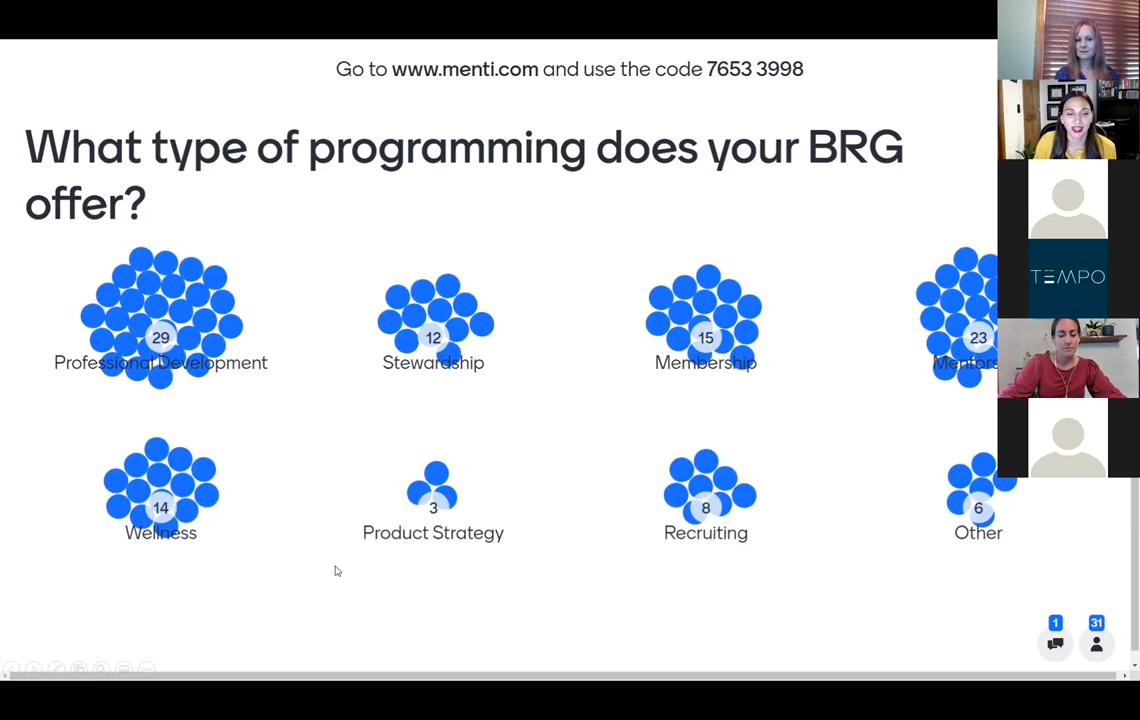 Go to www.menti.com and use the code 7653 3998
What type of programming does your BRG
offer?
29
12
15
23
Professional Development
Stewardship
Membership
Mentors
TEMPO
14
3
8
6
Wellness
Product Strategy
Recruiting
Other
1
31